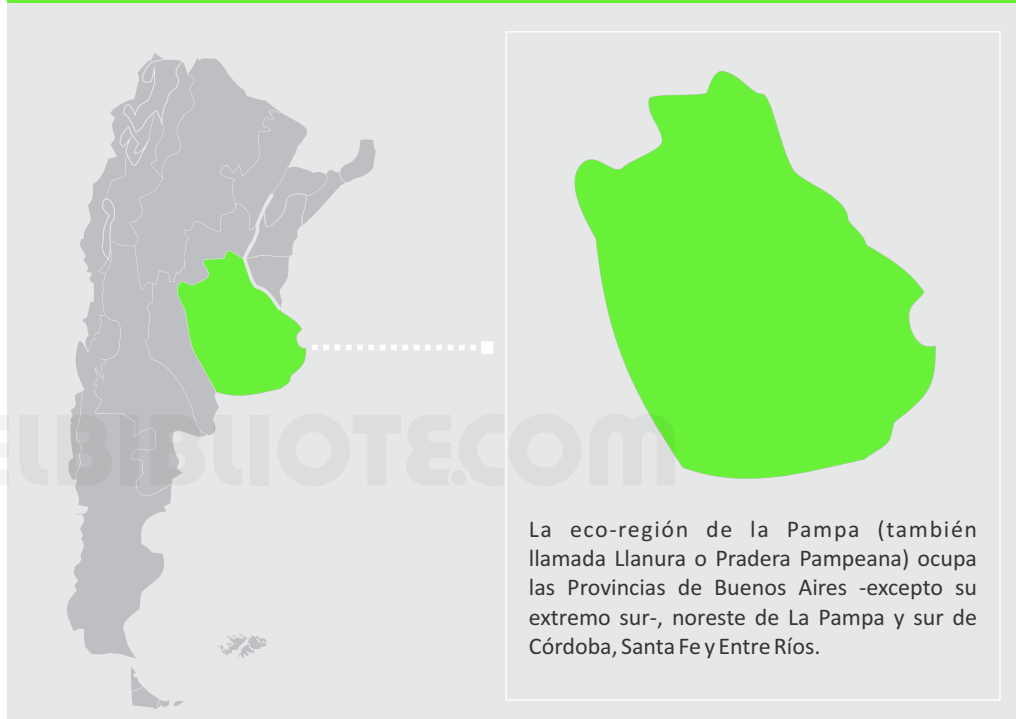 ELBIBLIOTE.COM
La eco-región de la Pampa (también
llamada Llanura o Pradera Pampeana) ocupa
las Provincias de Buenos Aires -excepto su
extremo sur-, noreste de La Pampa y sur de
Córdoba, Santa Fe y Entre Ríos.